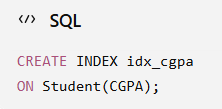 </> SQL
CREATE INDEX idx_cgpa
ON Student(CGPA);